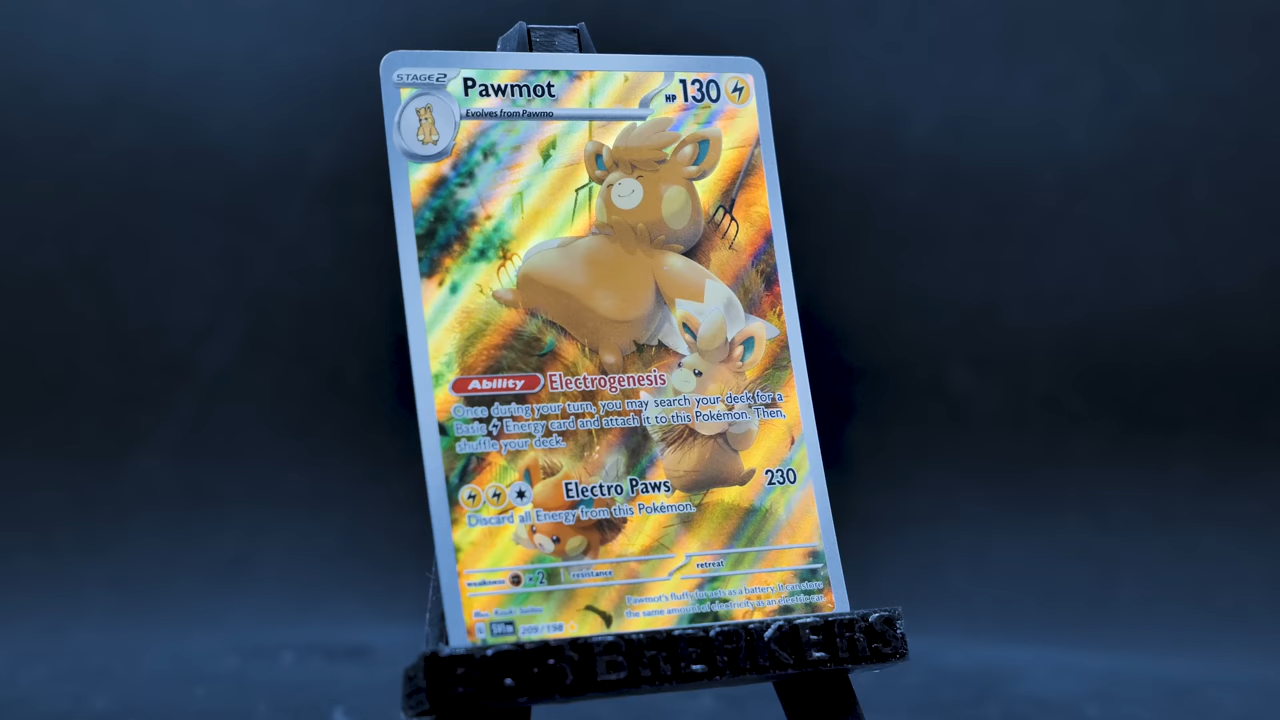 STAGE2
Pawmot
HP 130
Evolves from Pawmo
Ability Electrogenesis
Once during your turn, you may search your deck for a
Basic Energy card and attach it to this Pokémon. Then,
shuffle your deck.
Electro Paws 230
Discard all Energy from this Pokémon.
weakness ×2 resistance retreat
Pawmot's fluffy fur acts as a battery. It can store
the same amount of electricity as an electric car.
209/198
BREAKERS